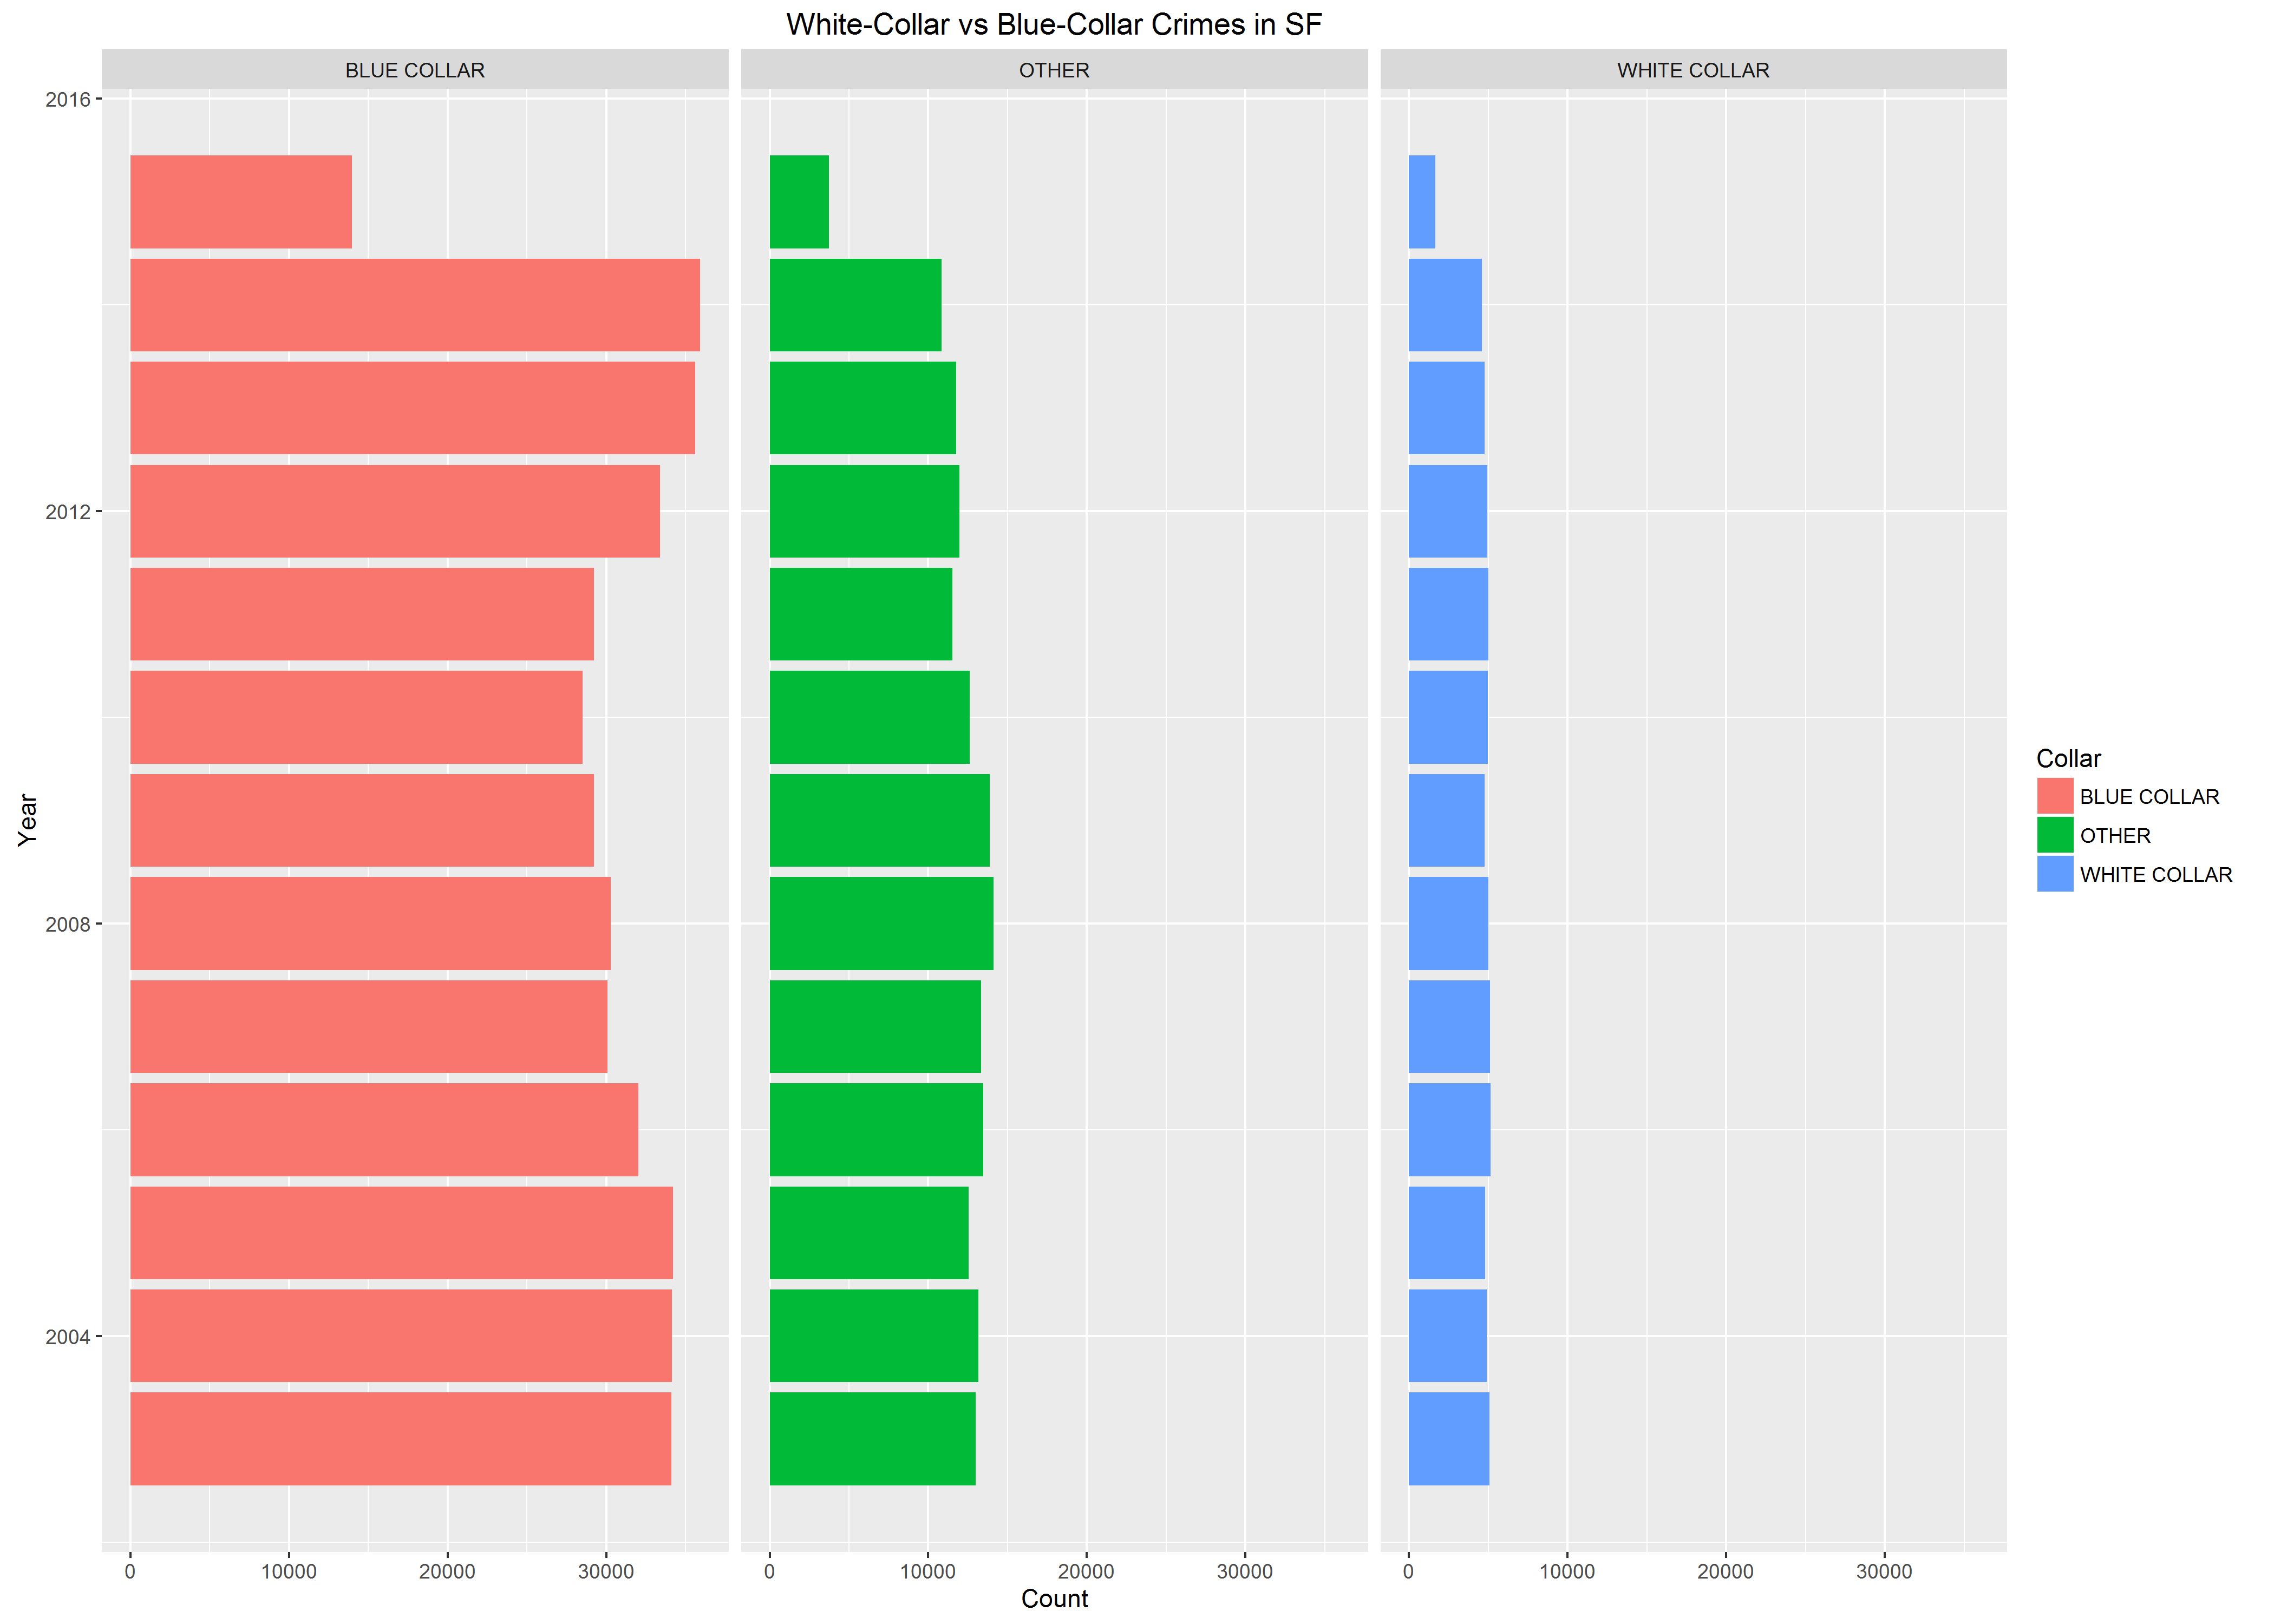 White-Collar vs Blue-Collar Crimes in SF
BLUE COLLAR
OTHER
WHITE COLLAR
2016
2012
2008
2004
Year
0 10000 20000 30000
0 10000 20000 30000
0 10000 20000 30000
Count
Collar
BLUE COLLAR
OTHER
WHITE COLLAR